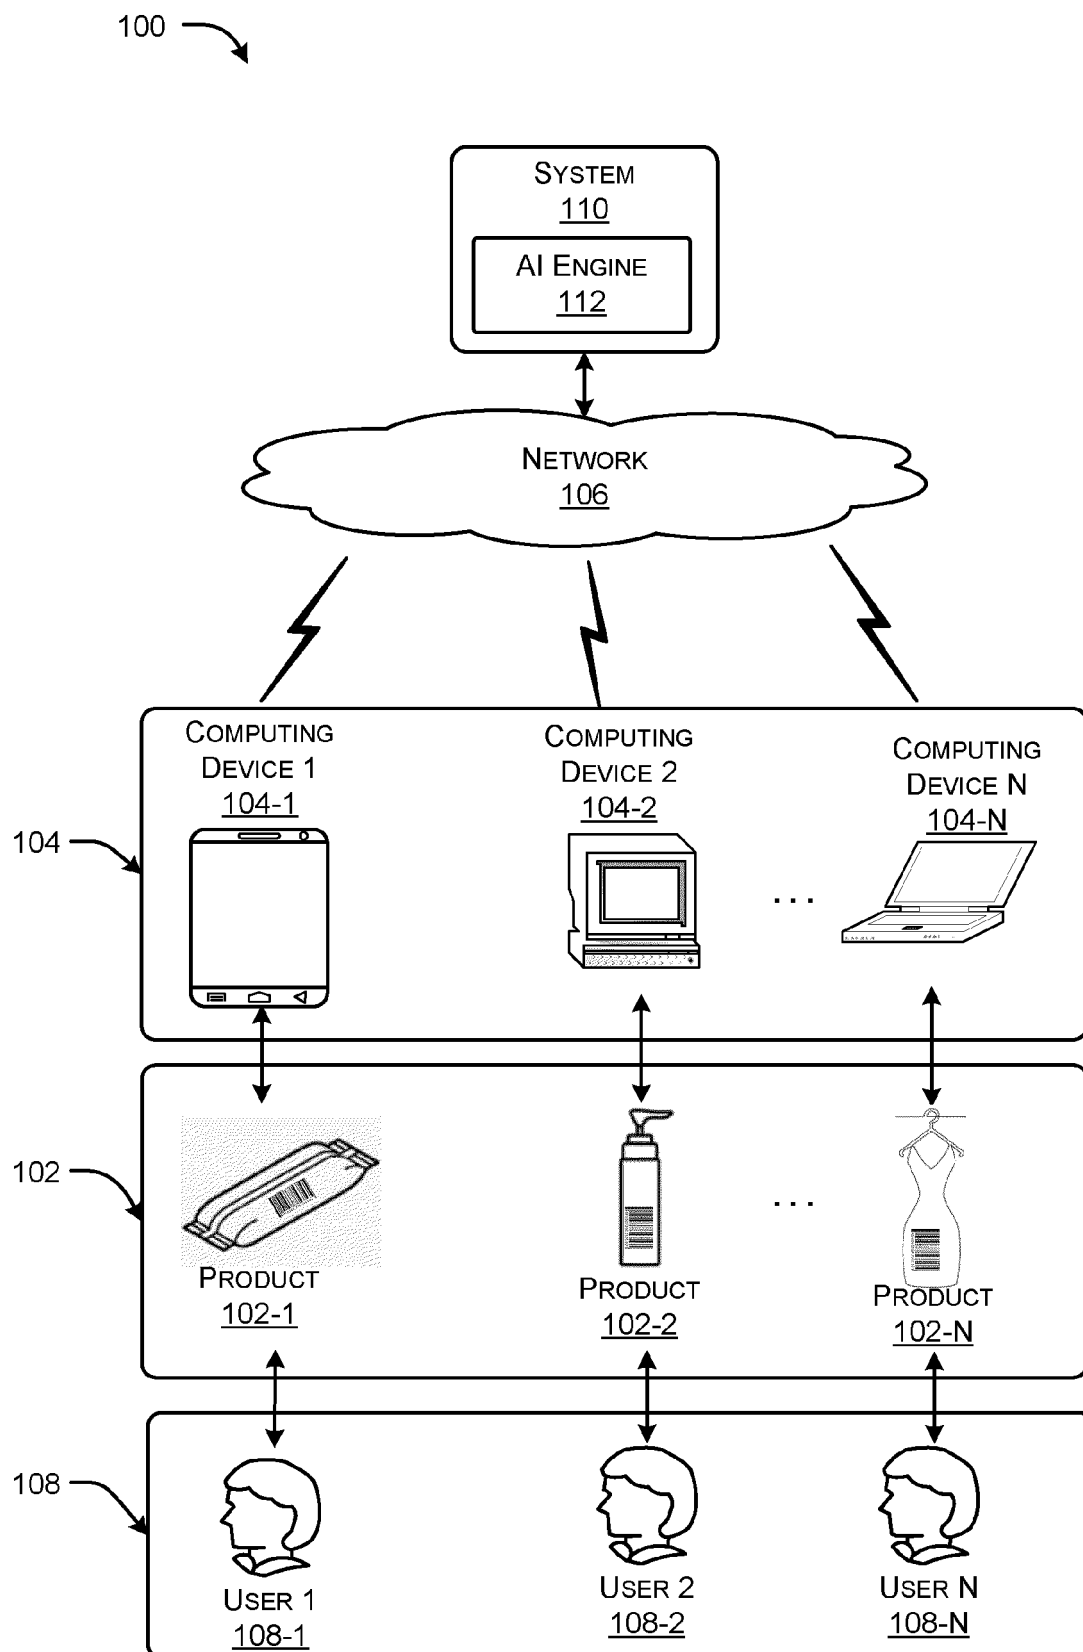 100
SYSTEM
110
AI ENGINE
112
NETWORK
106
COMPUTING
DEVICE 1
104-1
COMPUTING
DEVICE 2
104-2
COMPUTING
DEVICE N
104-N
104
...
102
...
PRODUCT
102-1
PRODUCT
102-2
PRODUCT
102-N
108
USER 1
108-1
USER 2
108-2
USER N
108-N